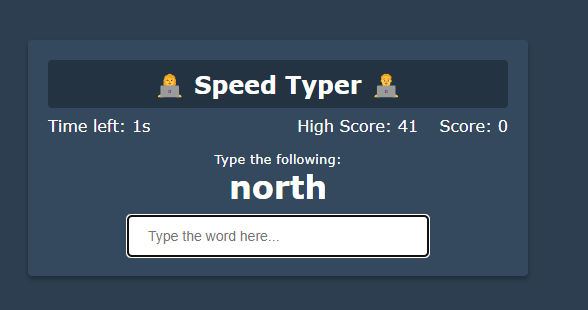 Speed Typer
Time left: 1s High Score: 41 Score: 0
Type the following:
north
Type the word here...